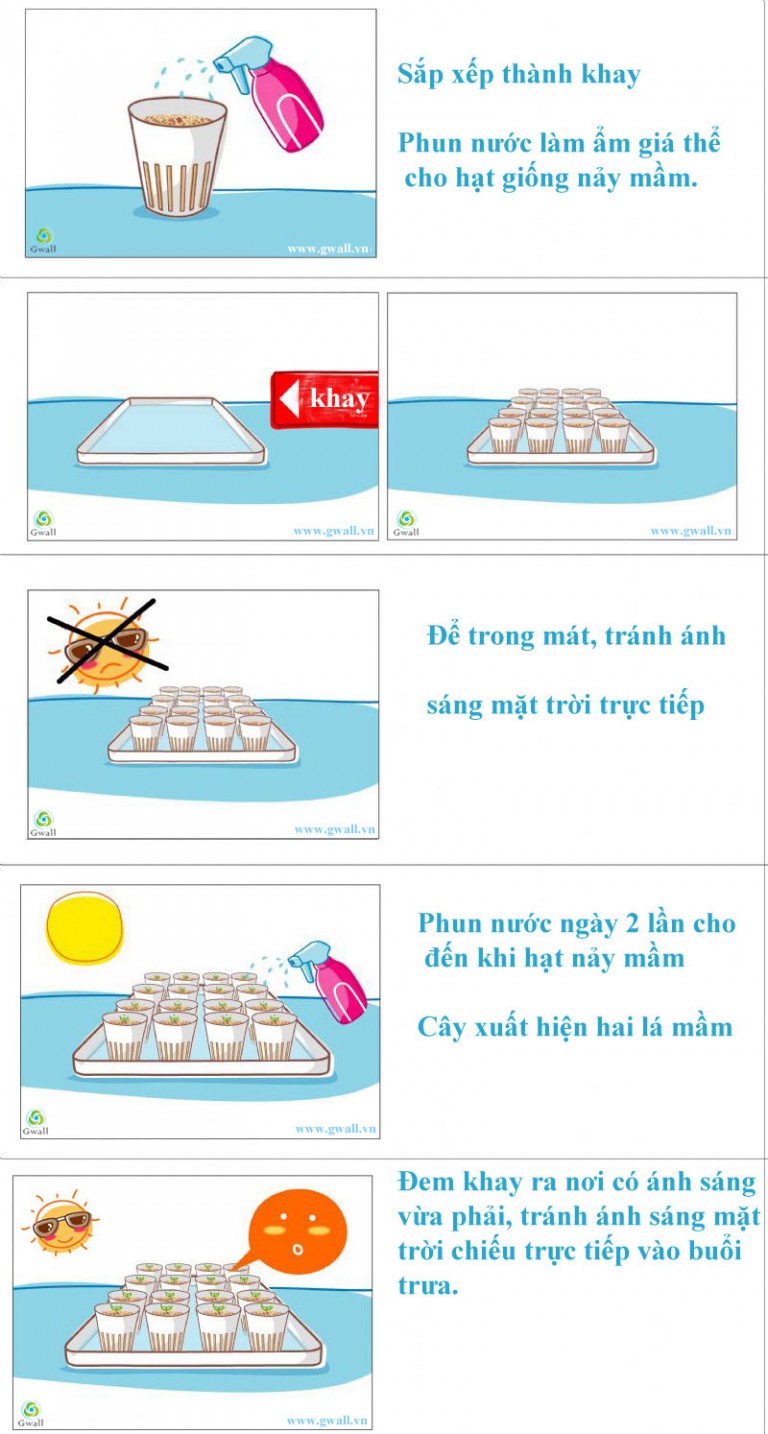 Sắp xếp thành khay
Phun nước làm ẩm giá thể
cho hạt giống nảy mầm.
Gwall
www.gwall.vn
khay
Gwall
www.gwall.vn
Gwall
www.gwall.vn
Để trong mát, tránh ánh
sáng mặt trời trực tiếp
Gwall
www.gwall.vn
Phun nước ngày 2 lần cho
đến khi hạt nảy mầm
Cây xuất hiện hai lá mầm
Gwall
www.gwall.vn
Đem khay ra nơi có ánh sáng
vừa phải, tránh ánh sáng mặt
trời chiếu trực tiếp vào buổi
trưa.
Gwall
www.gwall.vn